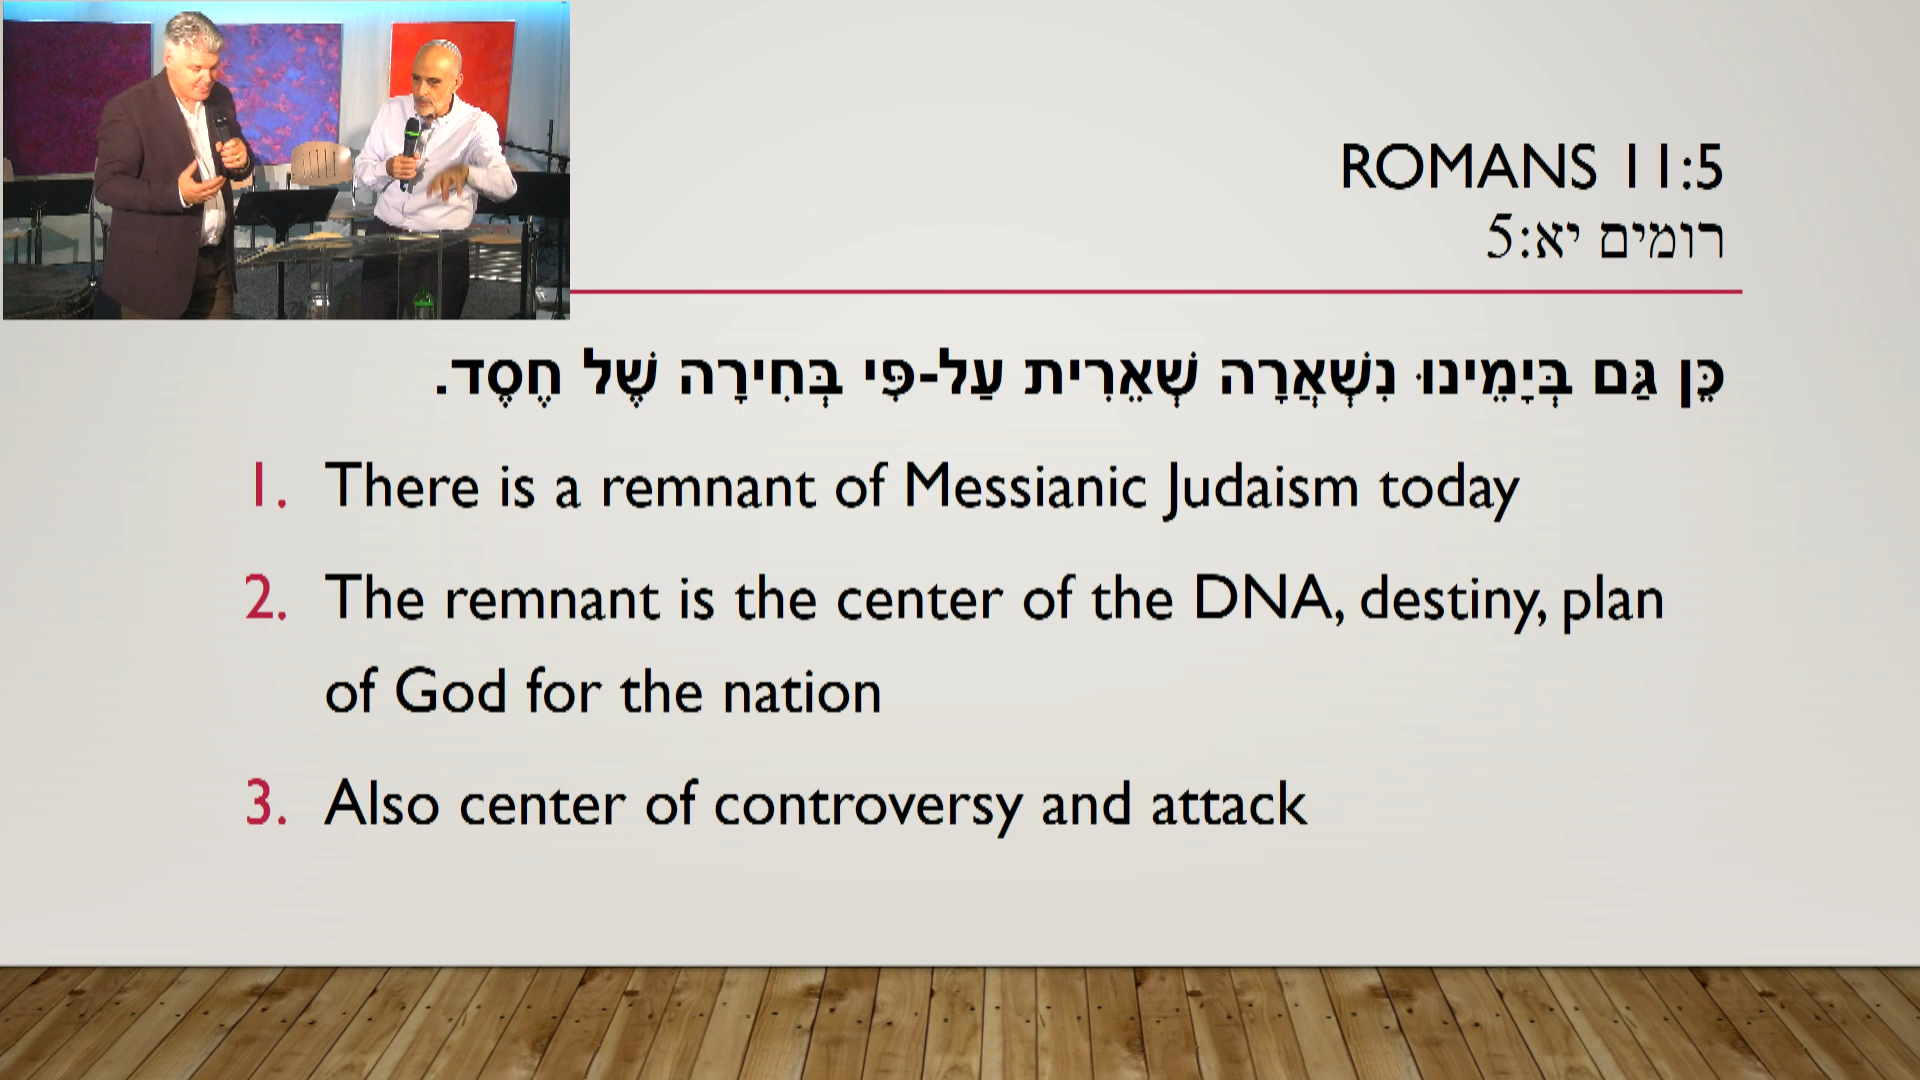 ROMANS 11:5
רומים יא:5
כֵּן גַּם בְּיָמֵינוּ נִשְׁאֲרָה שְׁאֵרִית עַל-פִּי בְּחִירָה שֶׁל חֶסֶד.
1. There is a remnant of Messianic Judaism today
2. The remnant is the center of the DNA, destiny, plan
of God for the nation
3. Also center of controversy and attack